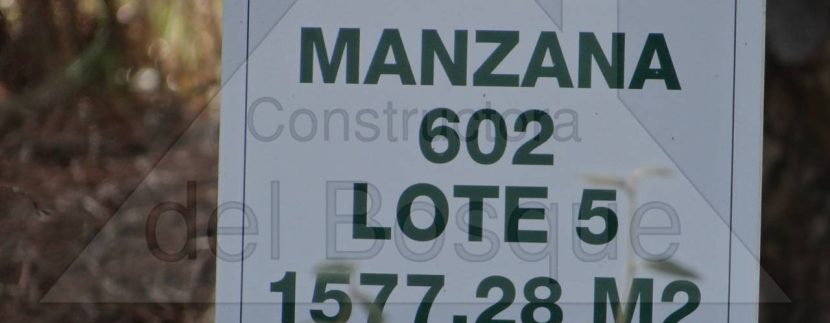 MANZANA
Constructora
602
LOTE 5
del Bosque
1577.28 M2